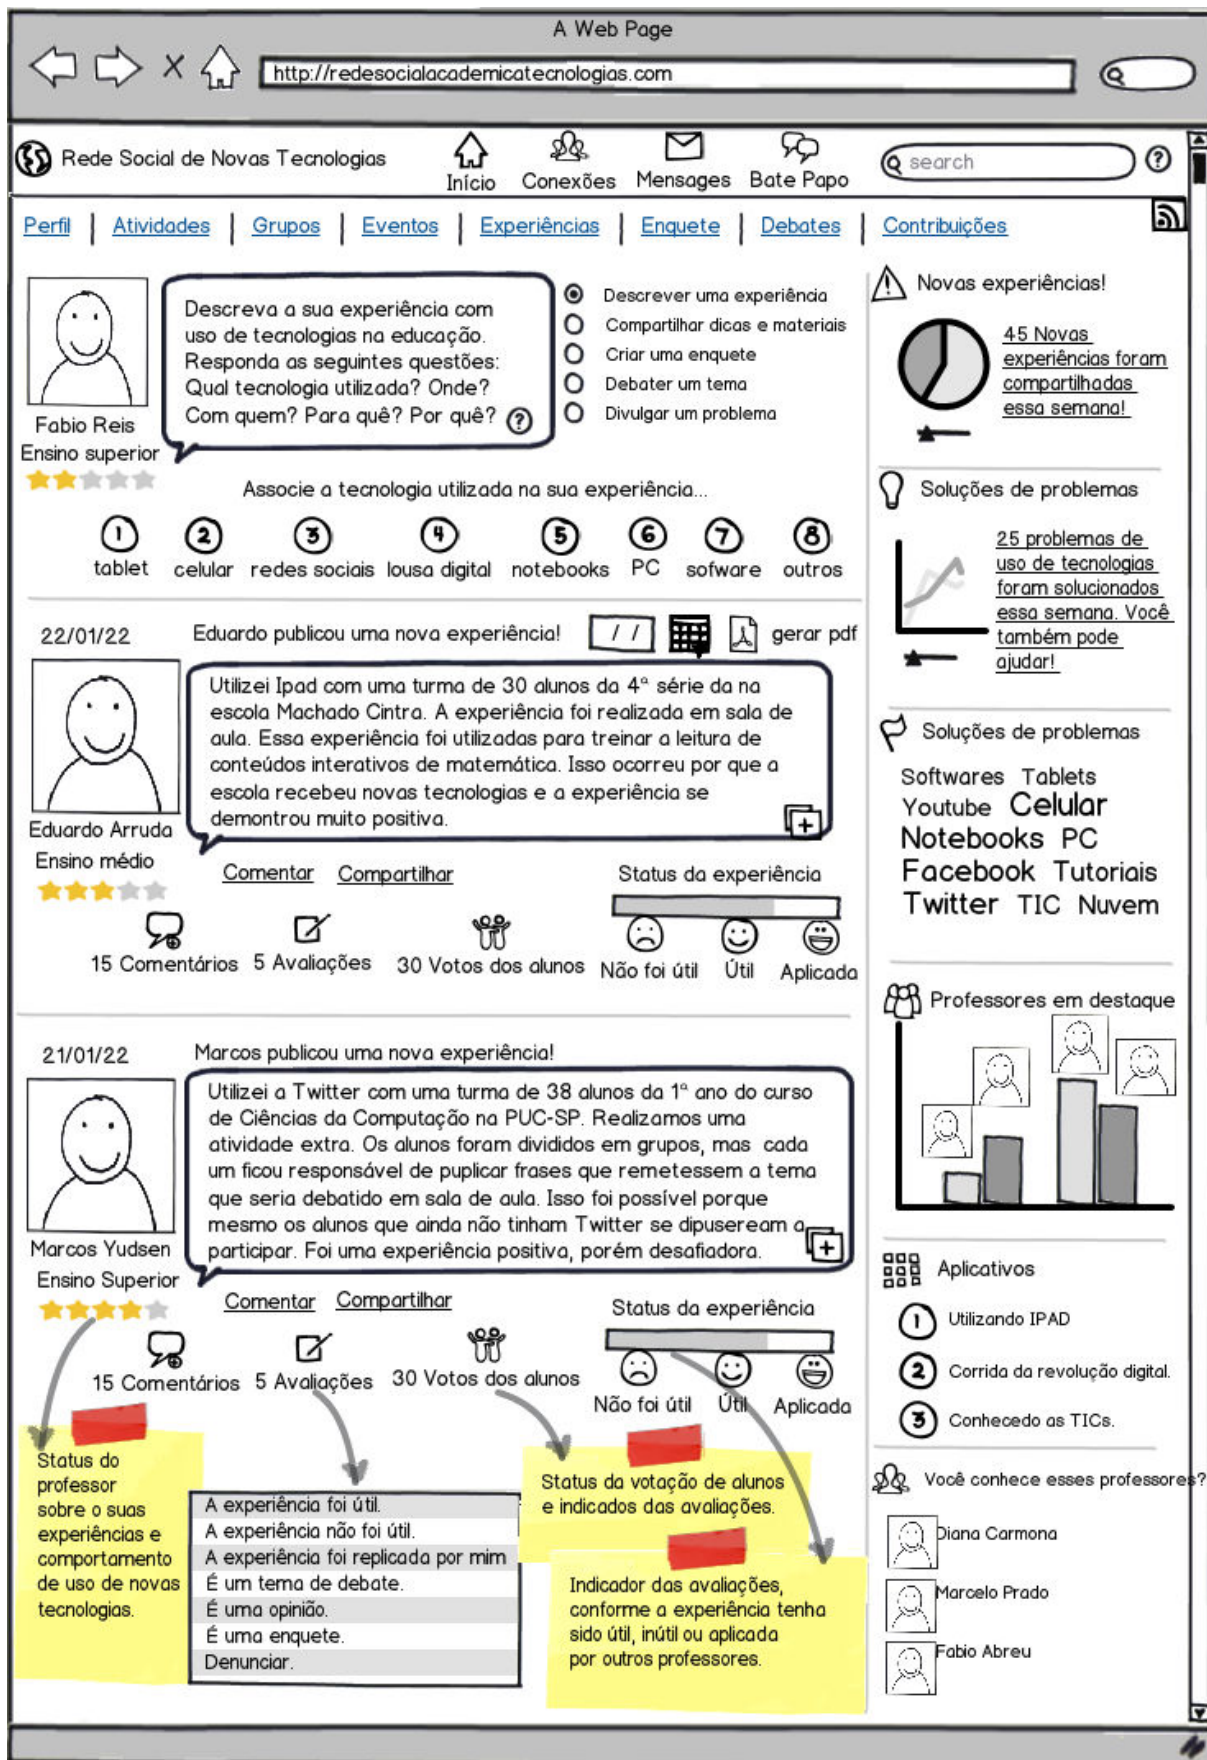 A Web Page
http://redesocialacademicatecnologias.com
Rede Social de Novas Tecnologias
Início
Conexões
Mensages
Bate Papo
search
?
Perfil | Atividades | Grupos | Eventos | Experiências | Enquete | Debates | Contribuições
Fabio Reis
Ensino superior
Descreva a sua experiência com
uso de tecnologias na educação.
Responda as seguintes questões:
Qual tecnologia utilizada? Onde?
Com quem? Para quê? Por quê? ?
Descrever uma experiência
Compartilhar dicas e materiais
Criar uma enquete
Debater um tema
Divulgar um problema
Associe a tecnologia utilizada na sua experiência...
1 tablet
2 celular
3 redes sociais
4 lousa digital
5 notebooks
6 PC
7 sofware
8 outros
22/01/22
Eduardo publicou uma nova experiência!
/ /
gerar pdf
Eduardo Arruda
Ensino médio
Utilizei Ipad com uma turma de 30 alunos da 4ª série da na
escola Machado Cintra. A experiência foi realizada em sala de
aula. Essa experiência foi utilizadas para treinar a leitura de
conteúdos interativos de matemática. Isso ocorreu por que a
escola recebeu novas tecnologias e a experiência se
demontrou muito positiva.
Comentar
Compartilhar
Status da experiência
15 Comentários
5 Avaliações
30 Votos dos alunos
Não foi útil
Útil
Aplicada
21/01/22
Marcos publicou uma nova experiência!
Marcos Yudsen
Ensino Superior
Utilizei a Twitter com uma turma de 38 alunos da 1ª ano do curso
de Ciências da Computação na PUC-SP. Realizamos uma
atividade extra. Os alunos foram divididos em grupos, mas cada
um ficou responsável de puplicar frases que remetessem a tema
que seria debatido em sala de aula. Isso foi possível porque
mesmo os alunos que ainda não tinham Twitter se dipuseream a
participar. Foi uma experiência positiva, porém desafiadora.
Comentar
Compartilhar
Status da experiência
15 Comentários
5 Avaliações
30 Votos dos alunos
Não foi útil
Útil
Aplicada
Status do
professor
sobre o suas
experiências e
comportamento
de uso de novas
tecnologias.
A experiência foi útil.
A experiência não foi útil.
A experiência foi replicada por mim
É um tema de debate.
É uma opinião.
É uma enquete.
Denunciar.
Status da votação de alunos
e indicados das avaliações.
Indicador das avaliações,
conforme a experiência tenha
sido útil, inútil ou aplicada
por outros professores.
Novas experiências!
45 Novas
experiências foram
compartilhadas
essa semana!
Soluções de problemas
25 problemas de
uso de tecnologias
foram solucionados
essa semana. Você
também pode
ajudar!
Soluções de problemas
Softwares Tablets
Youtube Celular
Notebooks PC
Facebook Tutoriais
Twitter TIC Nuvem
Professores em destaque
Aplicativos
1 Utilizando IPAD
2 Corrida da revolução digital.
3 Conhecedo as TICs.
Você conhece esses professores?
Diana Carmona
Marcelo Prado
Fabio Abreu